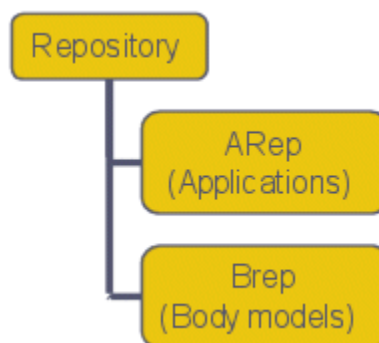 Repository
ARep
(Applications)
Brep
(Body models)